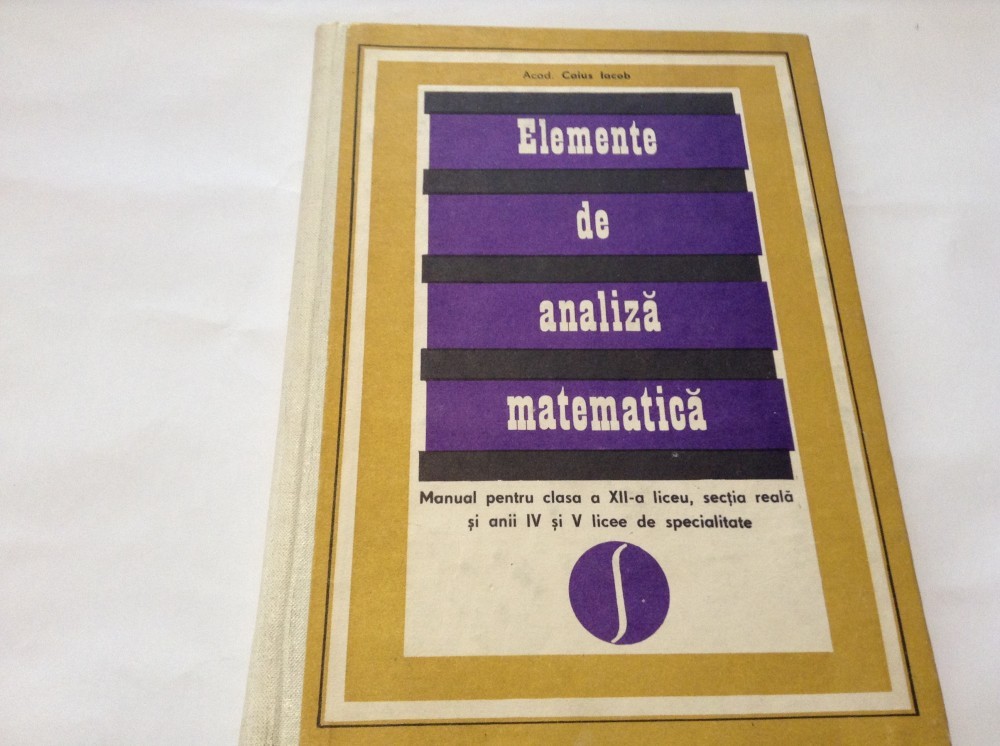 Acad. Caius Iacob
Elemente
de
analiză
matematică
Manual pentru clasa a XII-a liceu, secția reală
și anii IV și V licee de specialitate
∫